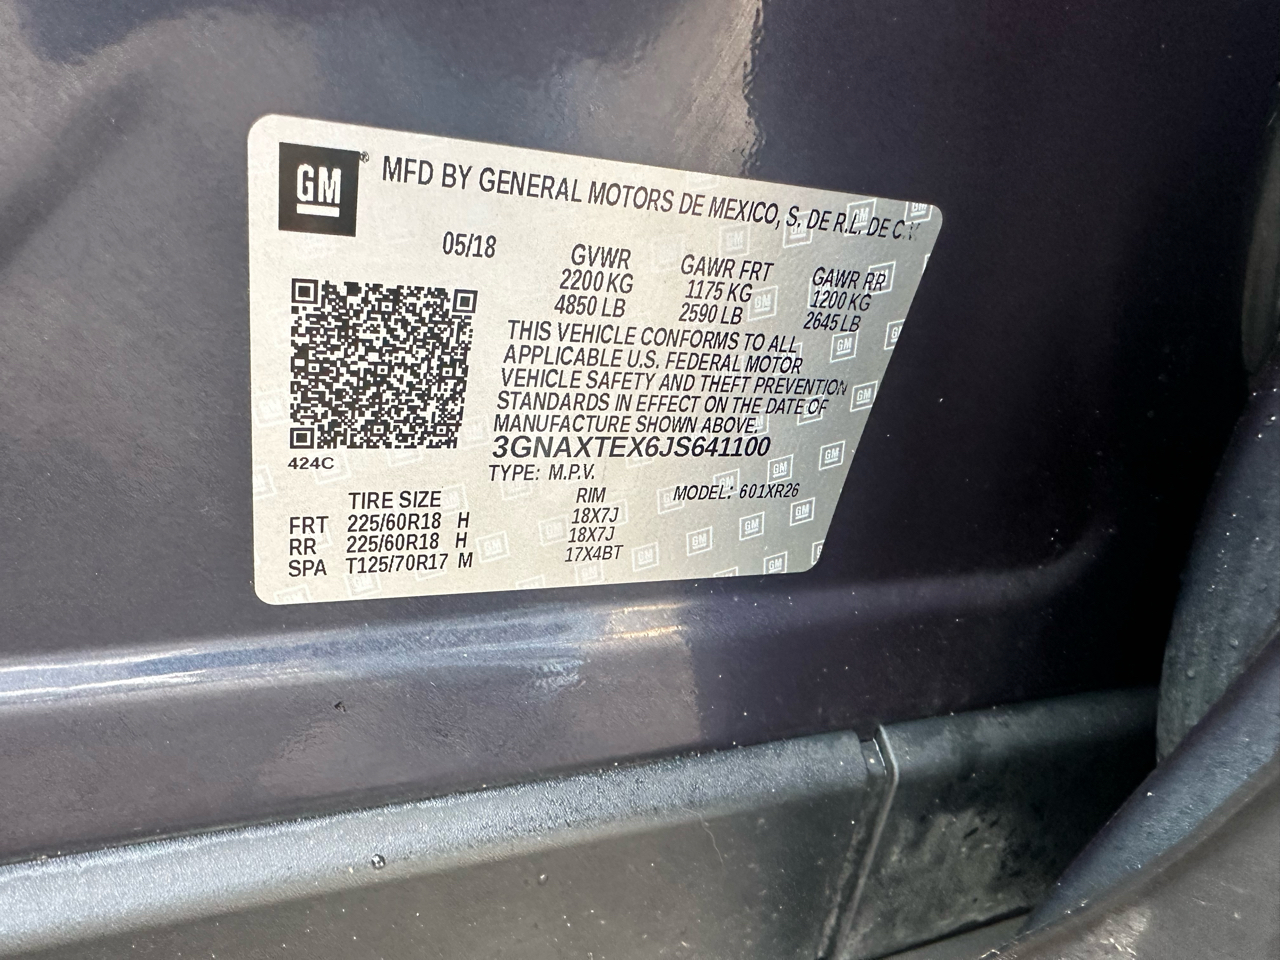 GM® MFD BY GENERAL MOTORS DE MEXICO, S. DE R.L. DE C.V.
05/18
GVWR GAWR FRT GAWR RR
2200 KG 1175 KG 1200 KG
4850 LB 2590 LB 2645 LB
THIS VEHICLE CONFORMS TO ALL
APPLICABLE U.S. FEDERAL MOTOR
VEHICLE SAFETY AND THEFT PREVENTION
STANDARDS IN EFFECT ON THE DATE OF
MANUFACTURE SHOWN ABOVE.
3GNAXTEX6JS641100
424C
TYPE: M.P.V.
TIRE SIZE RIM MODEL: 601XR26
FRT 225/60R18 H 18X7J
RR 225/60R18 H 18X7J
SPA T125/70R17 M 17X4BT